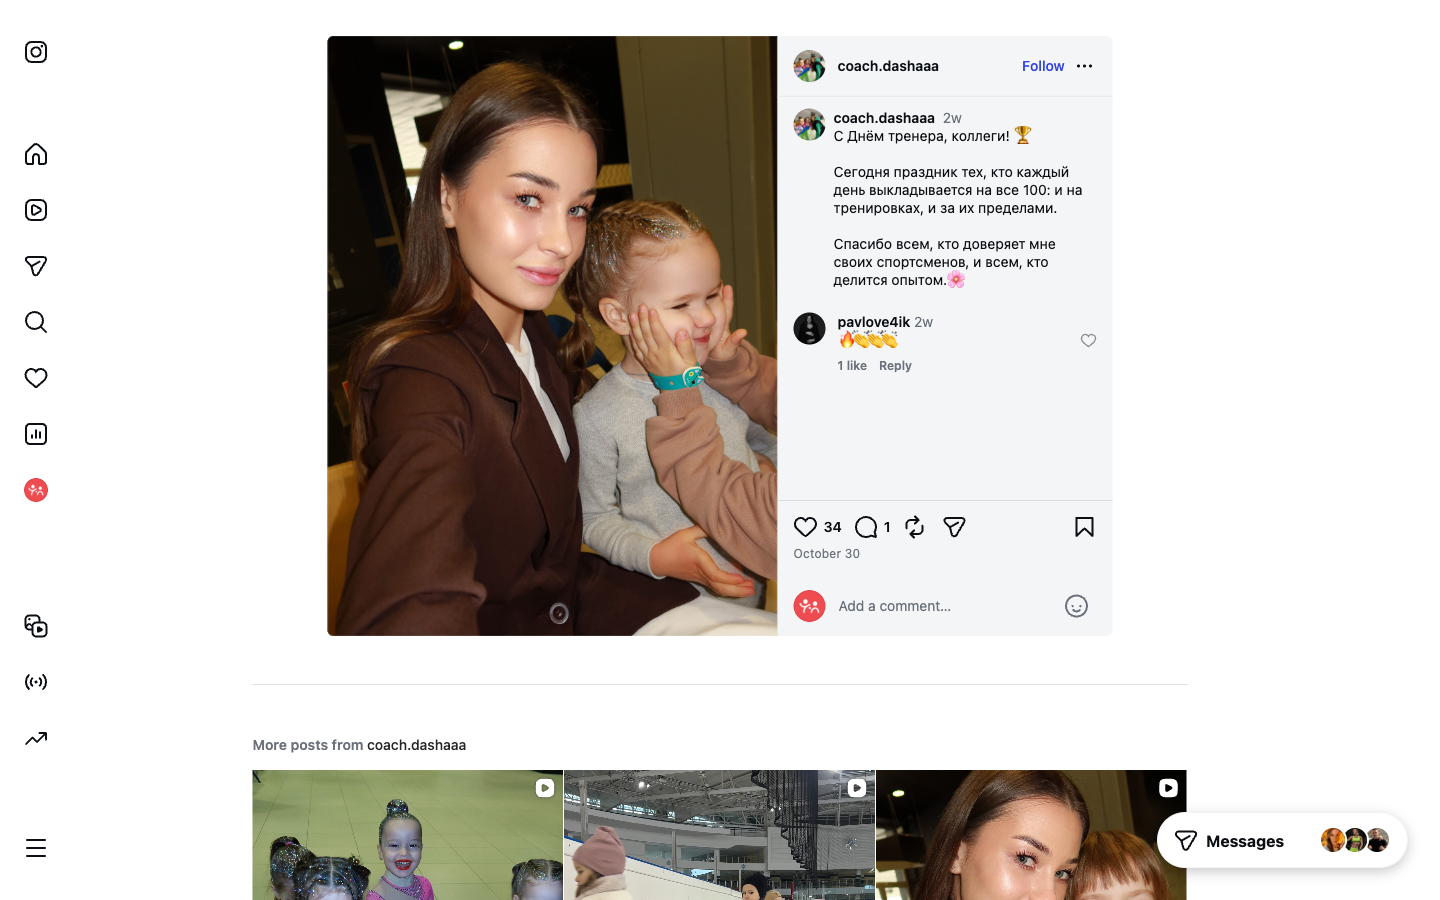 coach.dashaaa
Follow
coach.dashaaa 2w
С Днём тренера, коллеги! 🏆
Сегодня праздник тех, кто каждый
день выкладывается на все 100: и на
тренировках, и за их пределами.
Спасибо всем, кто доверяет мне
своих спортсменов, и всем, кто
делится опытом.🌸
pavlove4ik 2w
🔥👏👏👏
1 like Reply
34 1
October 30
Add a comment...
More posts from coach.dashaaa
Messages